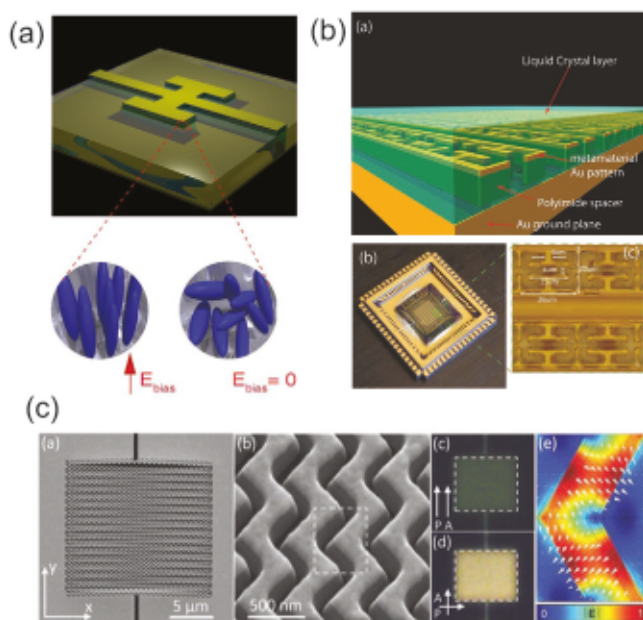 (a)
E bias
E bias = 0
(b)
(a)
Liquid Crystal layer
metamaterial
Au pattern
Polyimide spacer
Au ground plane
(b)
(c)
(c)
(a)
y
x
5 µm
(b)
500 nm
(c)
P A
(d)
A
P
(e)
0 E 1